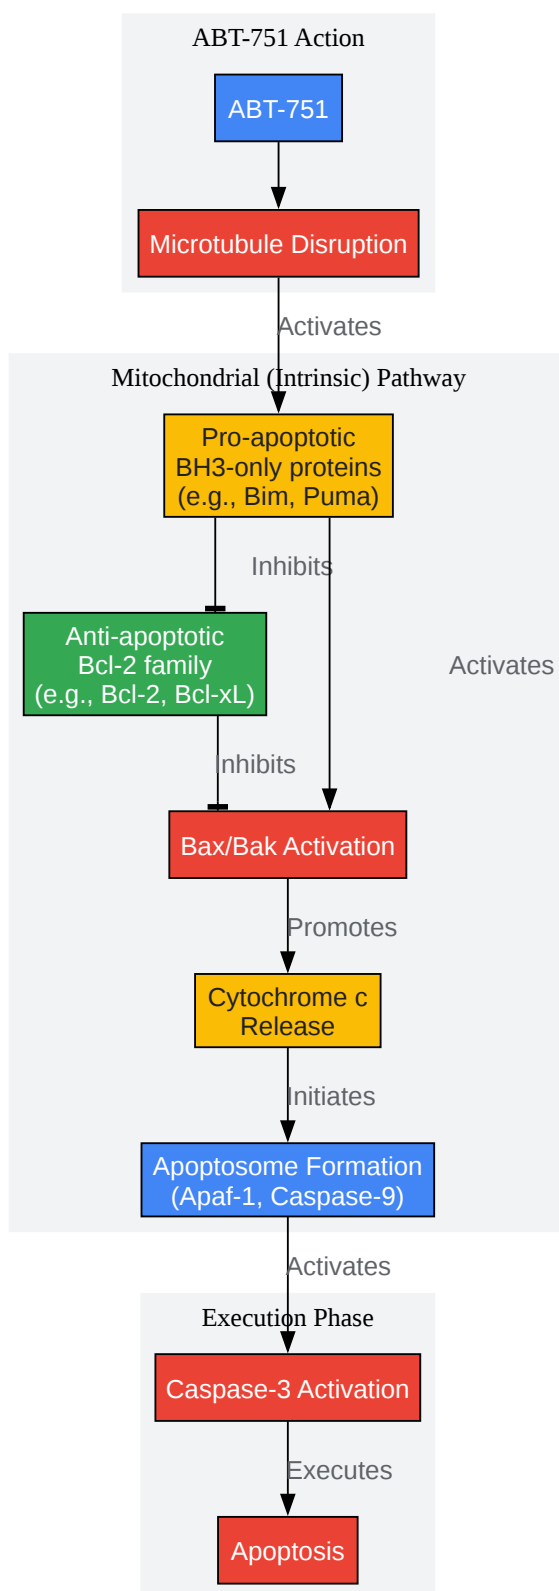 ABT-751 Action
ABT-751
Microtubule Disruption
Activates
Mitochondrial (Intrinsic) Pathway
Pro-apoptotic
BH3-only proteins
(e.g., Bim, Puma)
Inhibits
Anti-apoptotic
Bcl-2 family
(e.g., Bcl-2, Bcl-xL)
Activates
Inhibits
Bax/Bak Activation
Promotes
Cytochrome c
Release
Initiates
Apoptosome Formation
(Apaf-1, Caspase-9)
Activates
Execution Phase
Caspase-3 Activation
Executes
Apoptosis